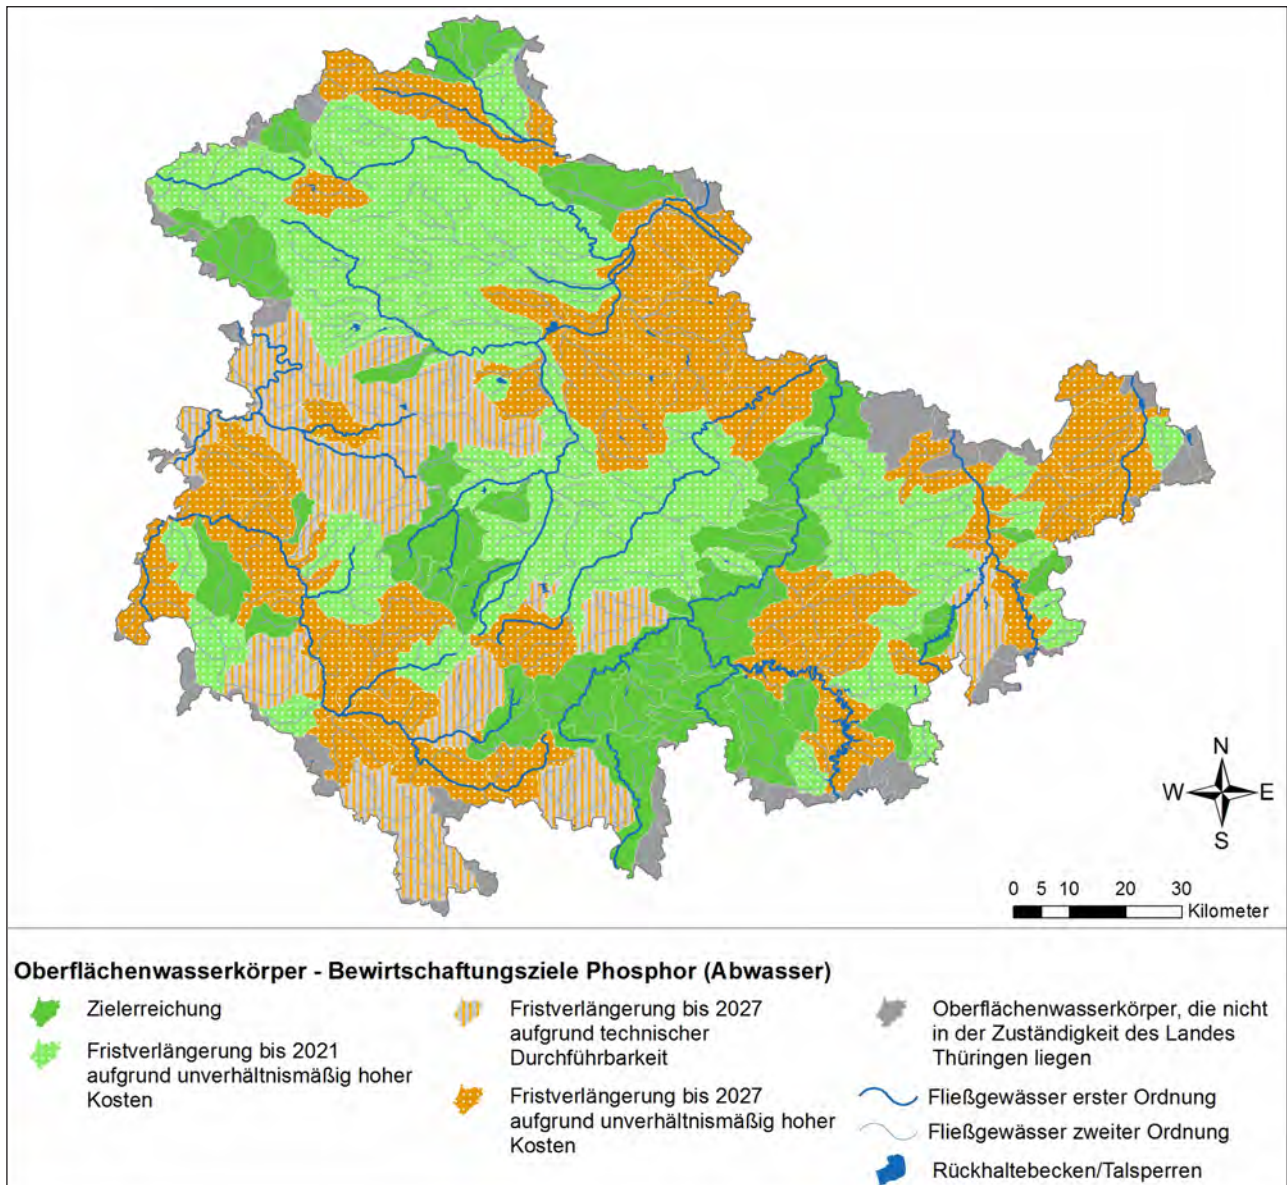 N
W E
S
0 5 10 20 30
Kilometer
Oberflächenwasserkörper - Bewirtschaftungsziele Phosphor (Abwasser)
Zielerreichung
Fristverlängerung bis 2021
aufgrund unverhältnismäßig hoher
Kosten
Fristverlängerung bis 2027
aufgrund technischer
Durchführbarkeit
Fristverlängerung bis 2027
aufgrund unverhältnismäßig hoher
Kosten
Oberflächenwasserkörper, die nicht
in der Zuständigkeit des Landes
Thüringen liegen
Fließgewässer erster Ordnung
Fließgewässer zweiter Ordnung
Rückhaltebecken/Talsperren